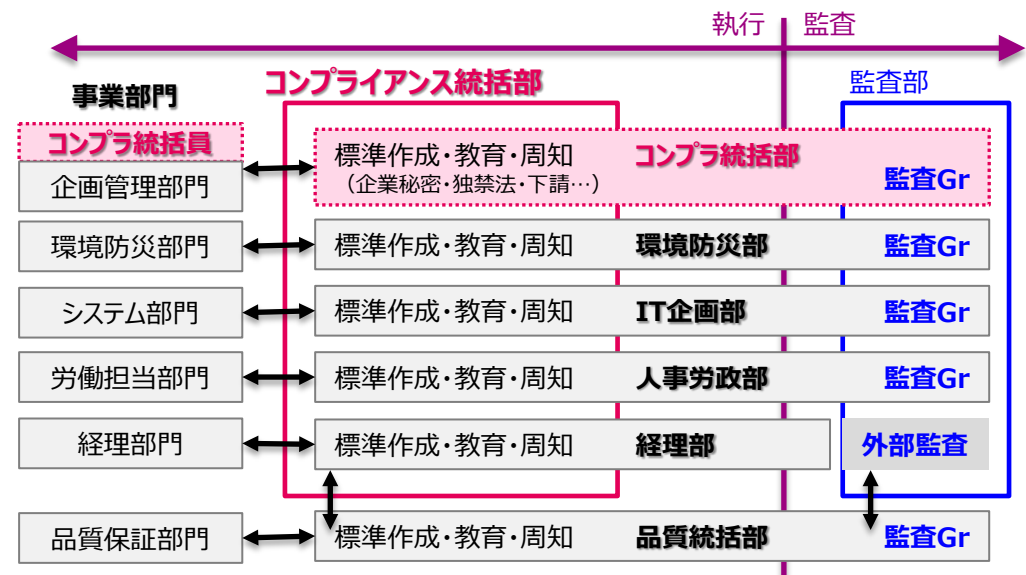 執行 監査
コンプライアンス統括部
監査部
事業部門
コンプラ統括員
企画管理部門
標準作成・教育・周知 コンプラ統括部
（企業秘密・独禁法・下請…）
監査Gr
環境防災部門 標準作成・教育・周知 環境防災部 監査Gr
システム部門 標準作成・教育・周知 IT企画部 監査Gr
労働担当部門 標準作成・教育・周知 人事労政部 監査Gr
経理部門 標準作成・教育・周知 経理部 外部監査
品質保証部門 標準作成・教育・周知 品質統括部 監査Gr